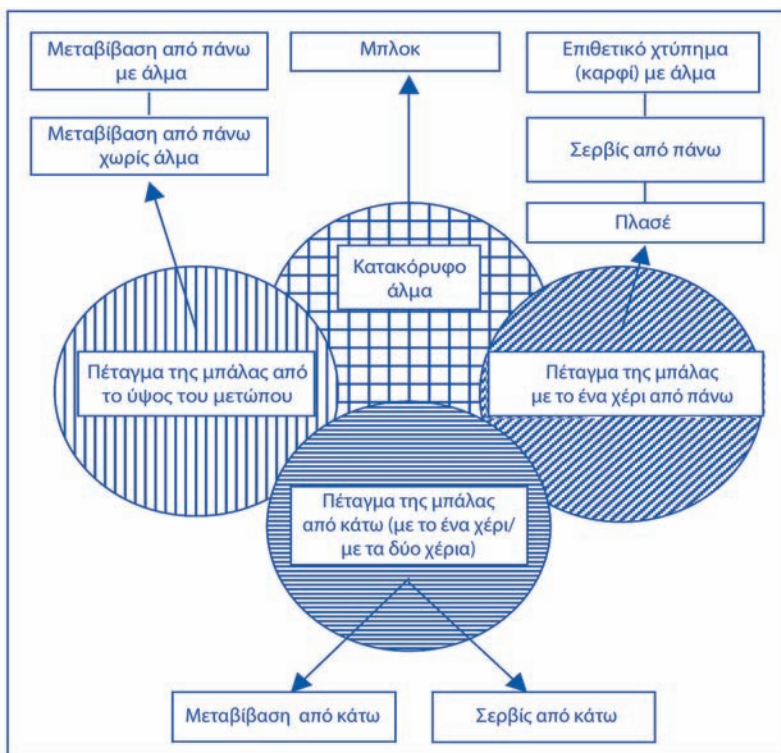 Μεταβίβαση από πάνω
με άλμα
Μπλοκ
Επιθετικό χτύπημα
(καρφί) με άλμα
Μεταβίβαση από πάνω
χωρίς άλμα
Σερβίς από πάνω
Πλασέ
Κατακόρυφο
άλμα
Πέταγμα της μπάλας από
το ύψος του μετώπου
Πέταγμα της μπάλας
με το ένα χέρι από πάνω
Πέταγμα της μπάλας
από κάτω (με το ένα χέρι/
με τα δύο χέρια)
Μεταβίβαση από κάτω
Σερβίς από κάτω